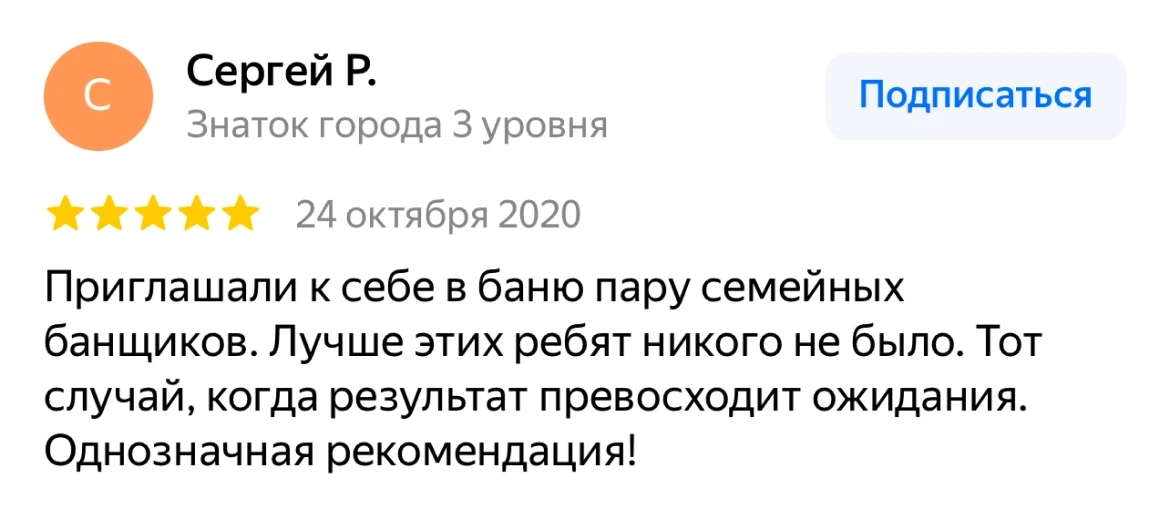 С
Сергей Р.
Знаток города 3 уровня
Подписаться
24 октября 2020
Приглашали к себе в баню пару семейных
банщиков. Лучше этих ребят никого не было. Тот
случай, когда результат превосходит ожидания.
Однозначная рекомендация!